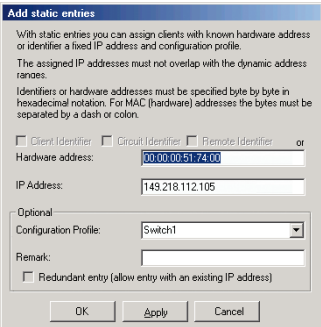 Add static entries
With static entries you can assign clients with known hardware address
or identifier a fixed IP address and configuration profile.
The assigned IP addresses must not overlap with the dynamic address
ranges.
Identifiers or hardware addresses must be specified byte by byte in
hexadecimal notation. For MAC (hardware) addresses the bytes must be
separated by a dash or colon.
Client Identifier Circuit Identifier Remote Identifier or
Hardware address: 00:00:00:51:74:00
IP Address: 149.218.112.105
Optional
Configuration Profile: Switch1
Remark:
Redundant entry (allow entry with an existing IP address)
OK Apply Cancel